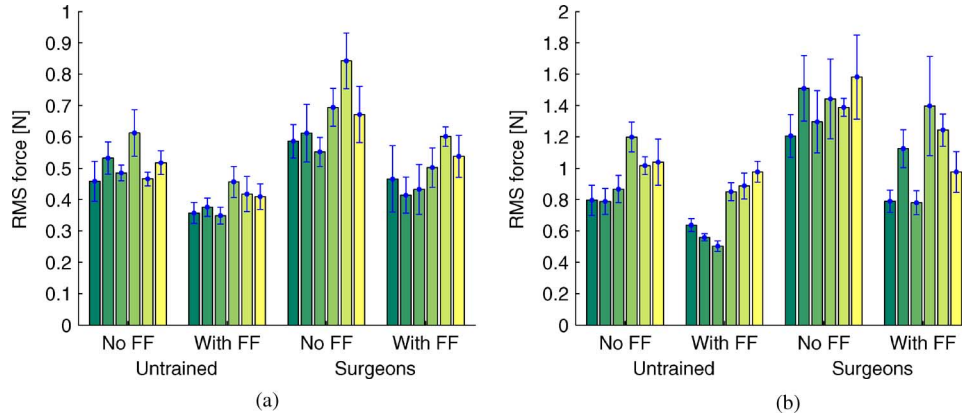 1
0.9
0.8
0.7
0.6
0.5
0.4
0.3
0.2
0.1
0
RMS force [N]
No FF With FF No FF With FF
Untrained Surgeons
(a)
2
1.8
1.6
1.4
1.2
1
0.8
0.6
0.4
0.2
0
RMS force [N]
No FF With FF No FF With FF
Untrained Surgeons
(b)